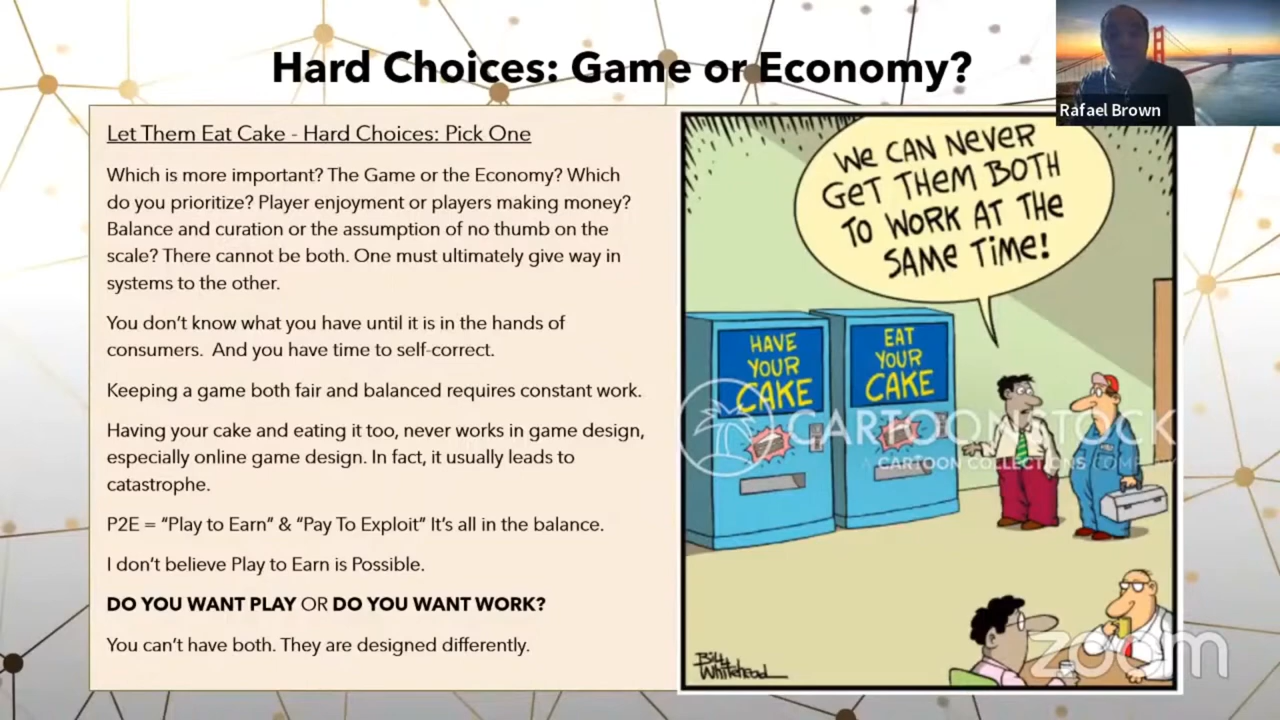 Hard Choices: Game or Economy?
Rafael Brown
Let Them Eat Cake - Hard Choices: Pick One
Which is more important? The Game or the Economy? Which
do you prioritize? Player enjoyment or players making money?
Balance and curation or the assumption of no thumb on the
scale? There cannot be both. One must ultimately give way in
systems to the other.
You don't know what you have until it is in the hands of
consumers.  And you have time to self-correct.
Keeping a game both fair and balanced requires constant work.
Having your cake and eating it too, never works in game design,
especially online game design. In fact, it usually leads to
catastrophe.
P2E = "Play to Earn" & "Pay To Exploit" It's all in the balance.
I don't believe Play to Earn is Possible.
DO YOU WANT PLAY OR DO YOU WANT WORK?
You can't have both. They are designed differently.
WE CAN NEVER
GET THEM BOTH
TO WORK AT THE
SAME TIME!
HAVE
YOUR
CAKE
EAT
YOUR
CAKE
CARTOONSTOCK
A CARTOON COLLECTIONS COMPANY
Bill
Whitehead
zoom